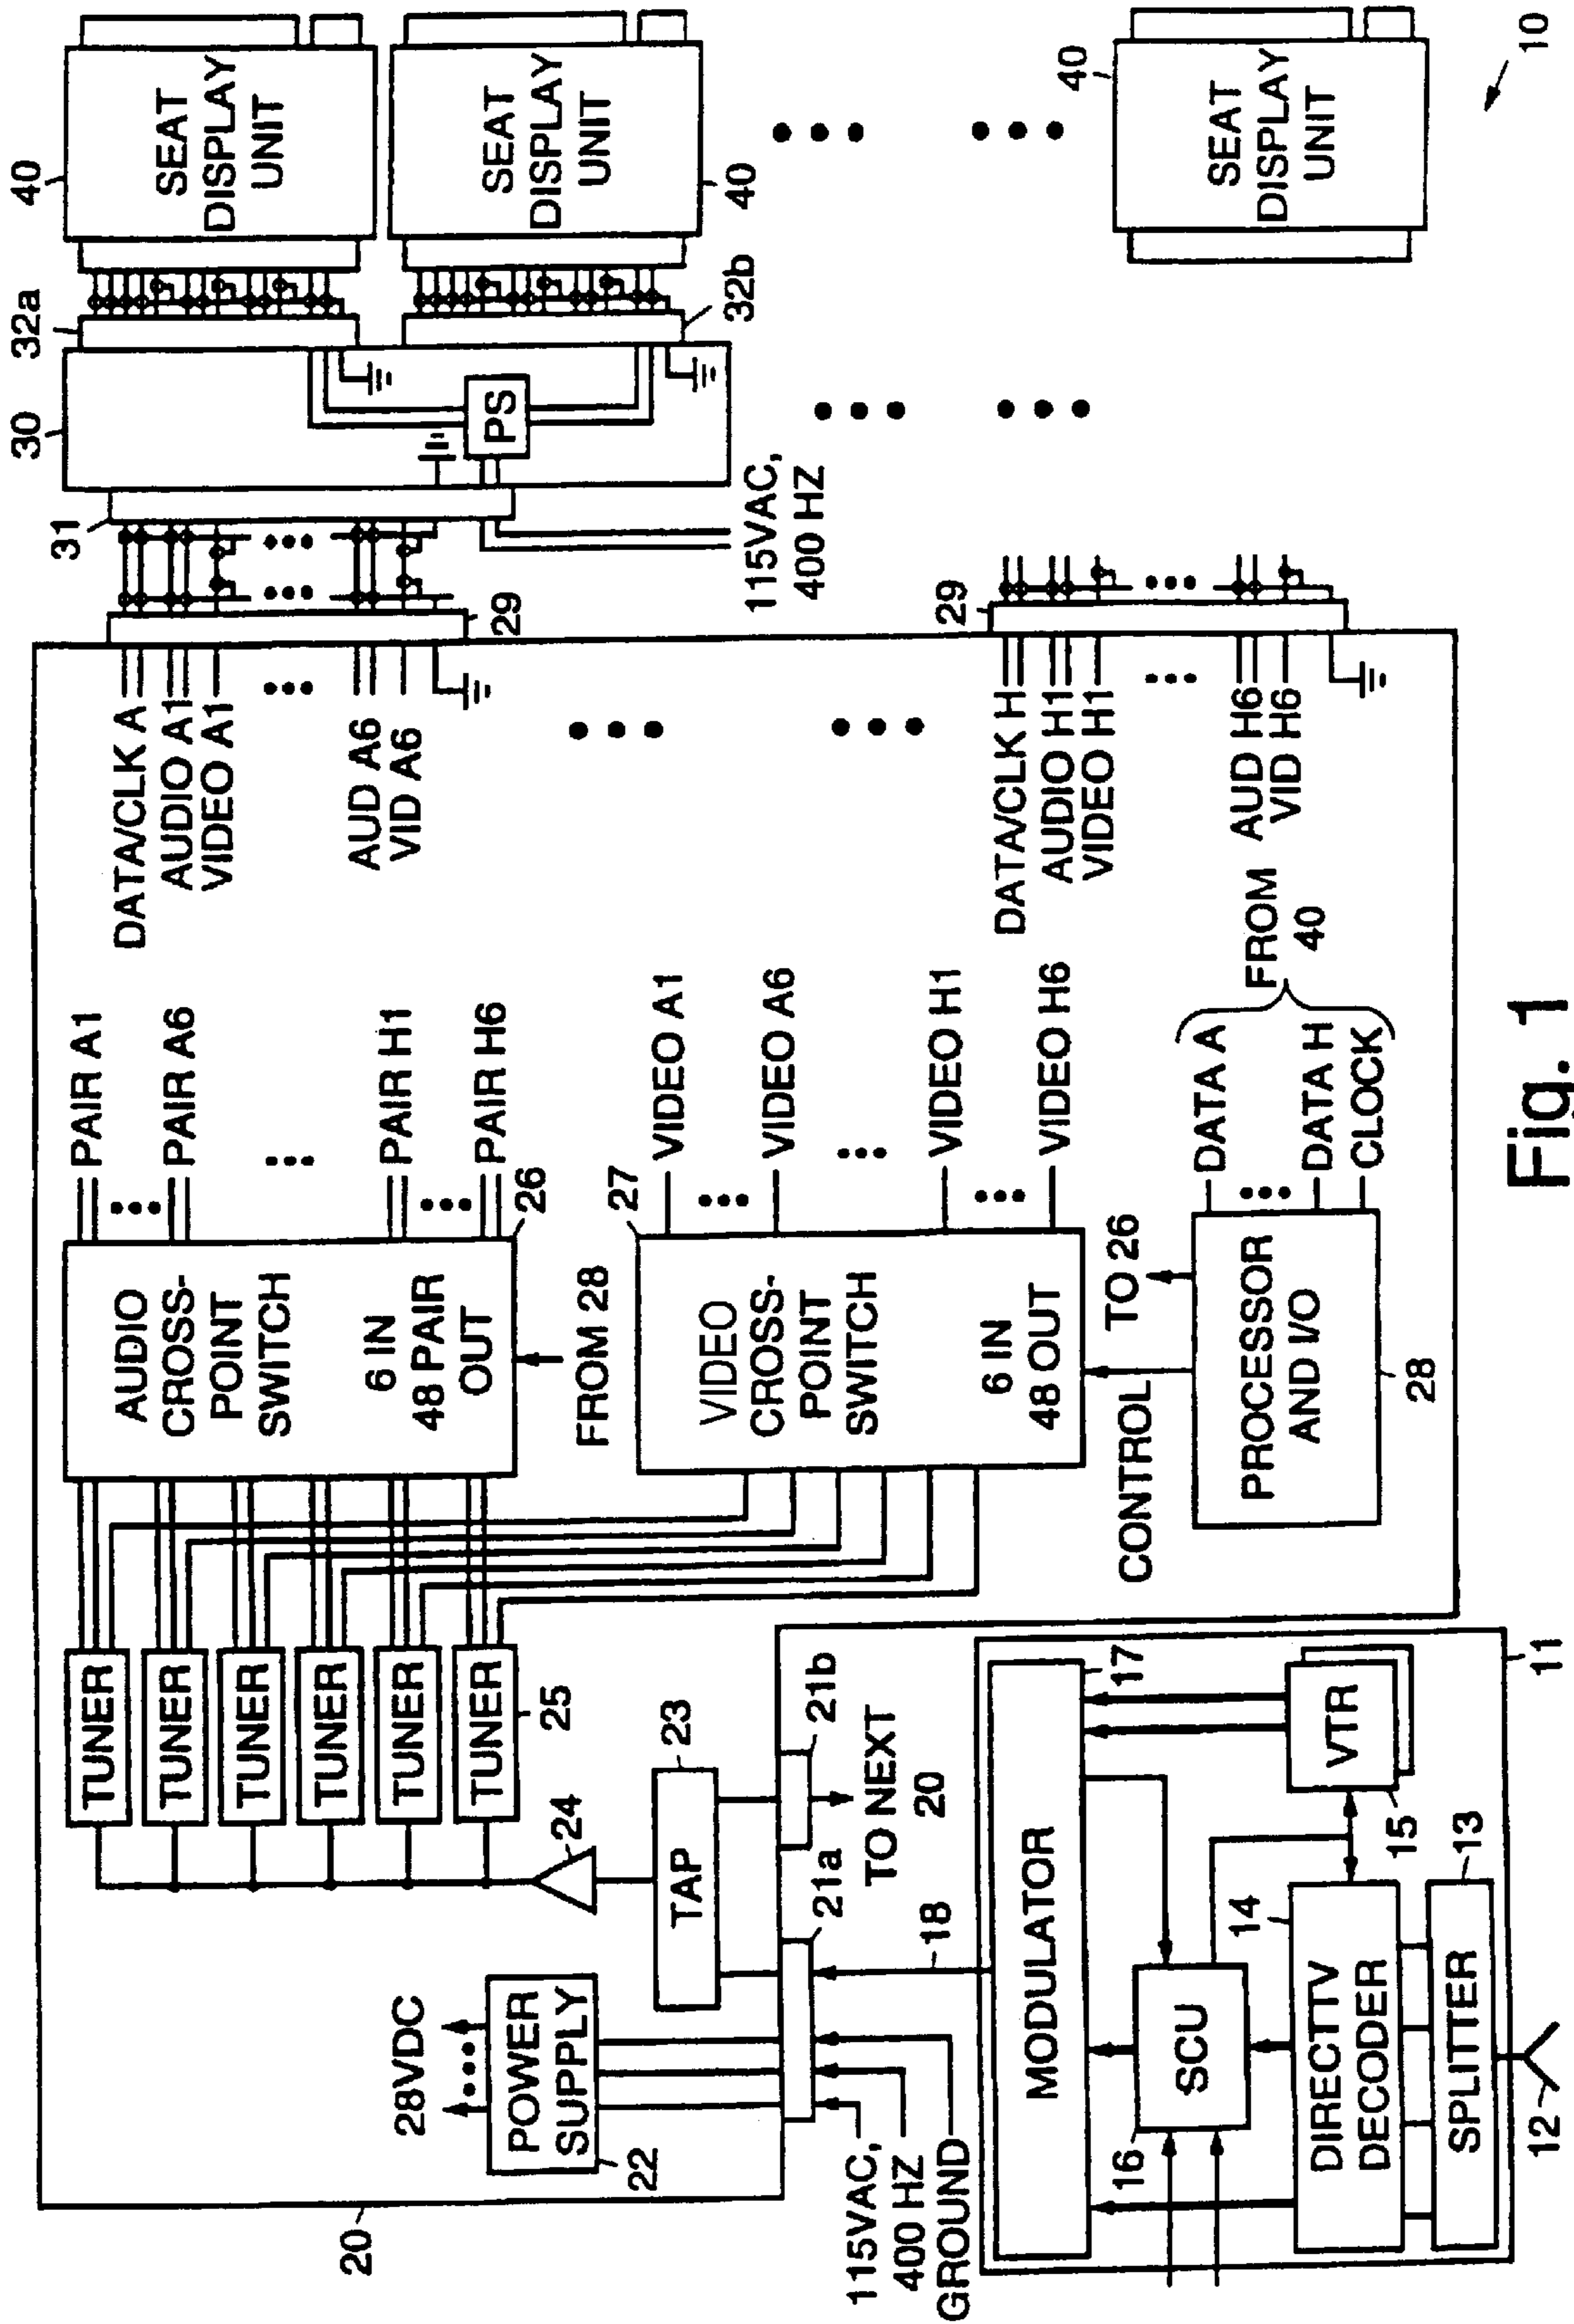 20
28VDC
POWER
SUPPLY
22
115VAC,
400 HZ
GROUND
TAP
23
24
21a
21b
TO NEXT
20
18
TUNER
TUNER
TUNER
TUNER
TUNER
TUNER
25
AUDIO
CROSS-
POINT
SWITCH
6 IN
48 PAIR
OUT
26
FROM 28
PAIR A1
PAIR A6
PAIR H1
PAIR H6
27
VIDEO
CROSS-
POINT
SWITCH
6 IN
48 OUT
VIDEO A1
VIDEO A6
VIDEO H1
VIDEO H6
CONTROL
TO 26
PROCESSOR
AND I/O
28
DATA A
DATA H
CLOCK
FROM
40
DATA/CLK A
AUDIO A1
VIDEO A1
AUD A6
VID A6
29
DATA/CLK H
AUDIO H1
VIDEO H1
AUD H6
VID H6
29
31
30
PS
115VAC,
400 HZ
32a
32b
40
SEAT
DISPLAY
UNIT
SEAT
DISPLAY
UNIT
40
40
SEAT
DISPLAY
UNIT
10
MODULATOR
17
16
SCU
14
DIRECTTV
DECODER
VTR
15
SPLITTER
13
12
11
Fig. 1